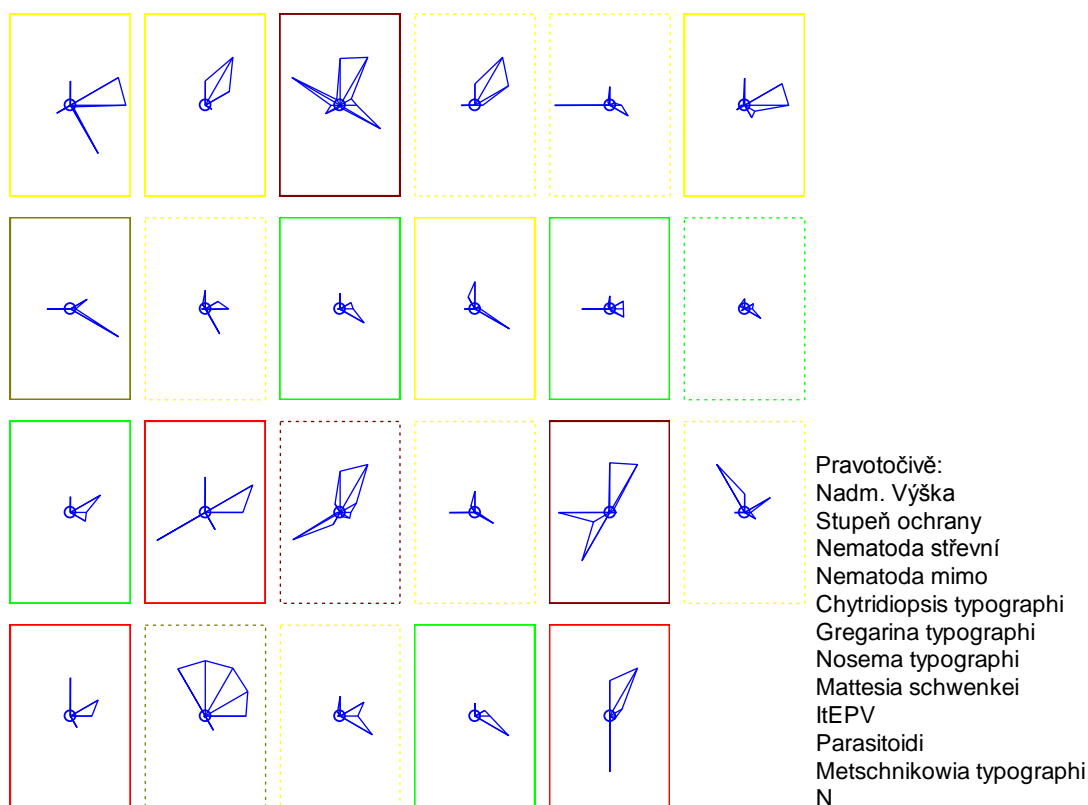 Pravotočivě:
Nadm. Výška
Stupeň ochrany
Nematoda střevní
Nematoda mimo
Chytridiopsis typographi
Gregarina typographi
Nosema typographi
Mattesia schwenkei
ItEPV
Parasitoidi
Metschnikowia typographi
N